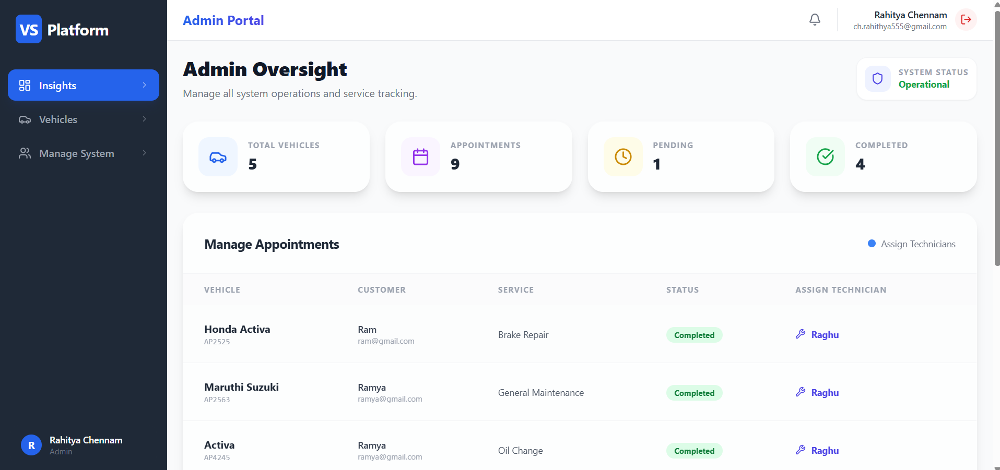 VS Platform
Insights
Vehicles
Manage System
Rahitya Chennam
Admin
R
Admin Portal
Rahitya Chennam
ch.rahithya555@gmail.com
Admin Oversight
Manage all system operations and service tracking.
SYSTEM STATUS
Operational
TOTAL VEHICLES
5
APPOINTMENTS
9
PENDING
1
COMPLETED
4
Manage Appointments
Assign Technicians
VEHICLE CUSTOMER SERVICE STATUS ASSIGN TECHNICIAN
Honda Activa Ram Brake Repair Completed Raghu
AP2525 ram@gmail.com
Maruthi Suzuki Ramya General Maintenance Completed Raghu
AP2563 ramya@gmail.com
Activa Ramya Oil Change Completed Raghu
AP4245 ramya@gmail.com